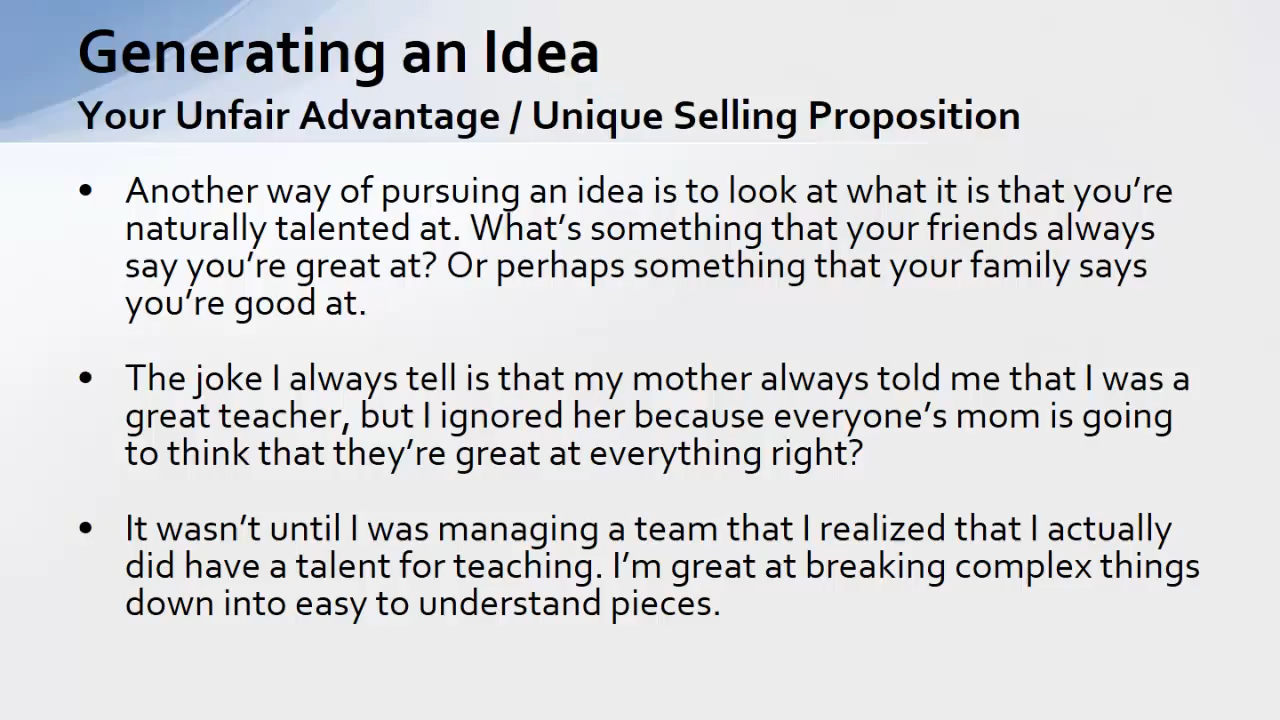 Generating an Idea
Your Unfair Advantage / Unique Selling Proposition
• Another way of pursuing an idea is to look at what it is that you’re
naturally talented at. What’s something that your friends always
say you’re great at? Or perhaps something that your family says
you’re good at.
• The joke I always tell is that my mother always told me that I was a
great teacher, but I ignored her because everyone’s mom is going
to think that they’re great at everything right?
• It wasn’t until I was managing a team that I realized that I actually
did have a talent for teaching. I’m great at breaking complex things
down into easy to understand pieces.